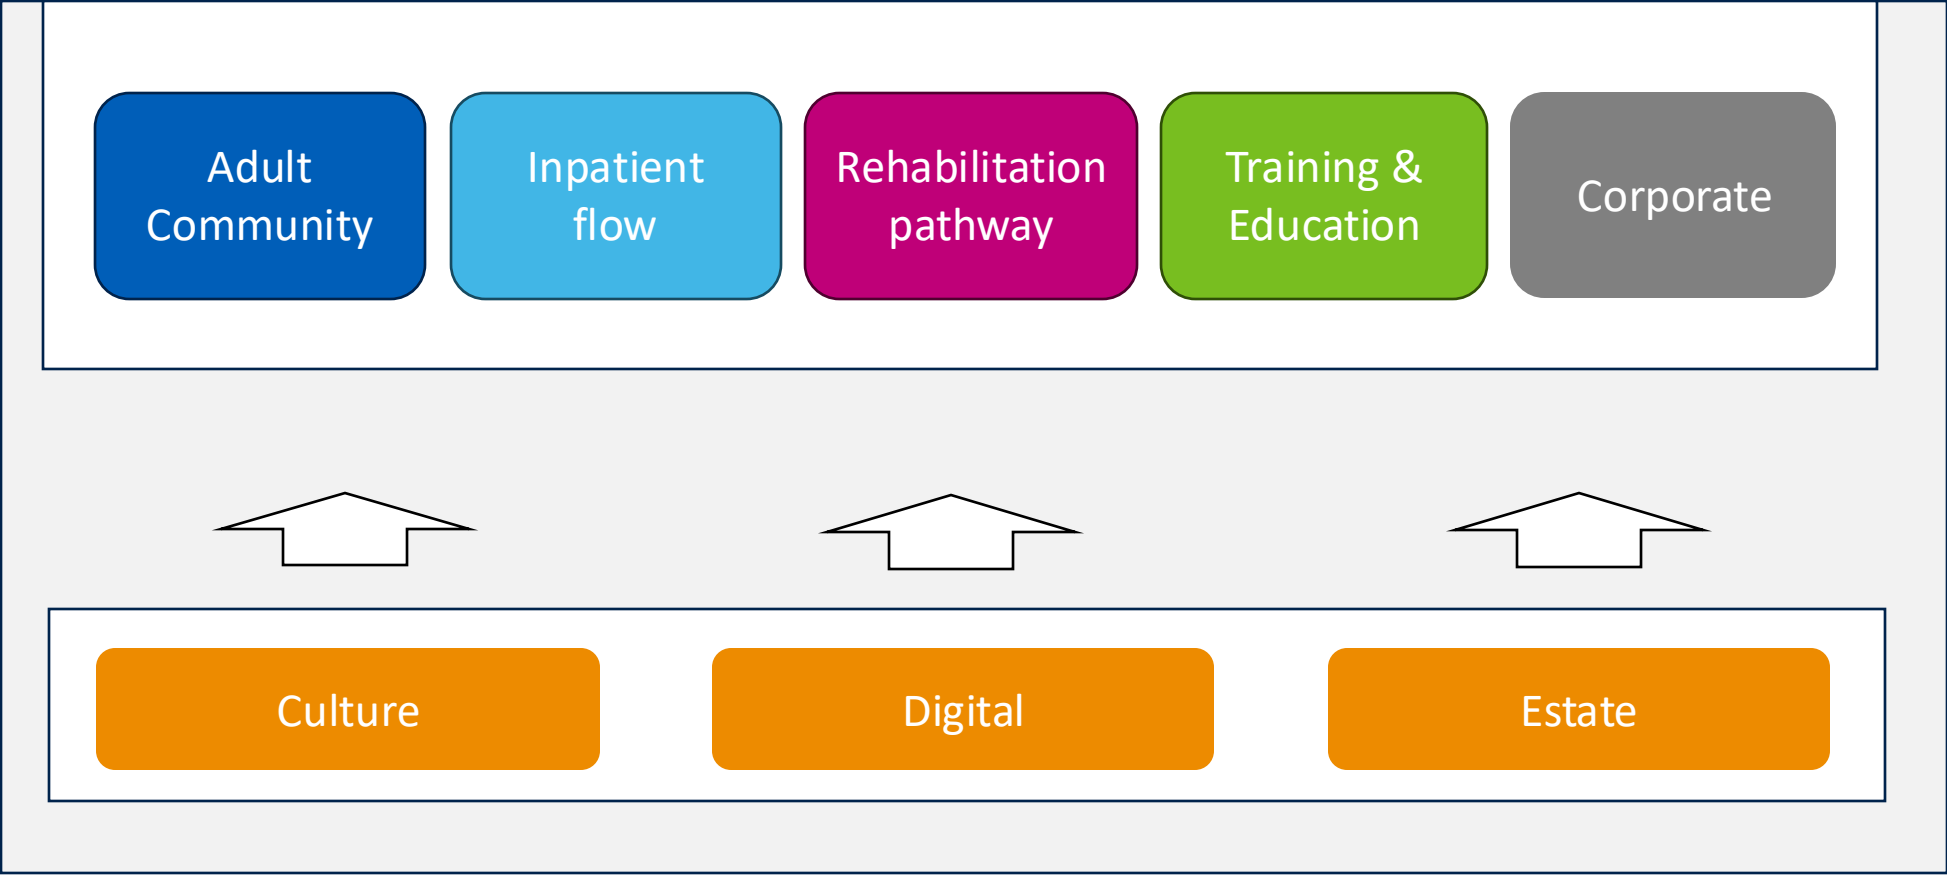 Adult
Community
Inpatient
flow
Rehabilitation
pathway
Training &
Education
Corporate
Culture
Digital
Estate